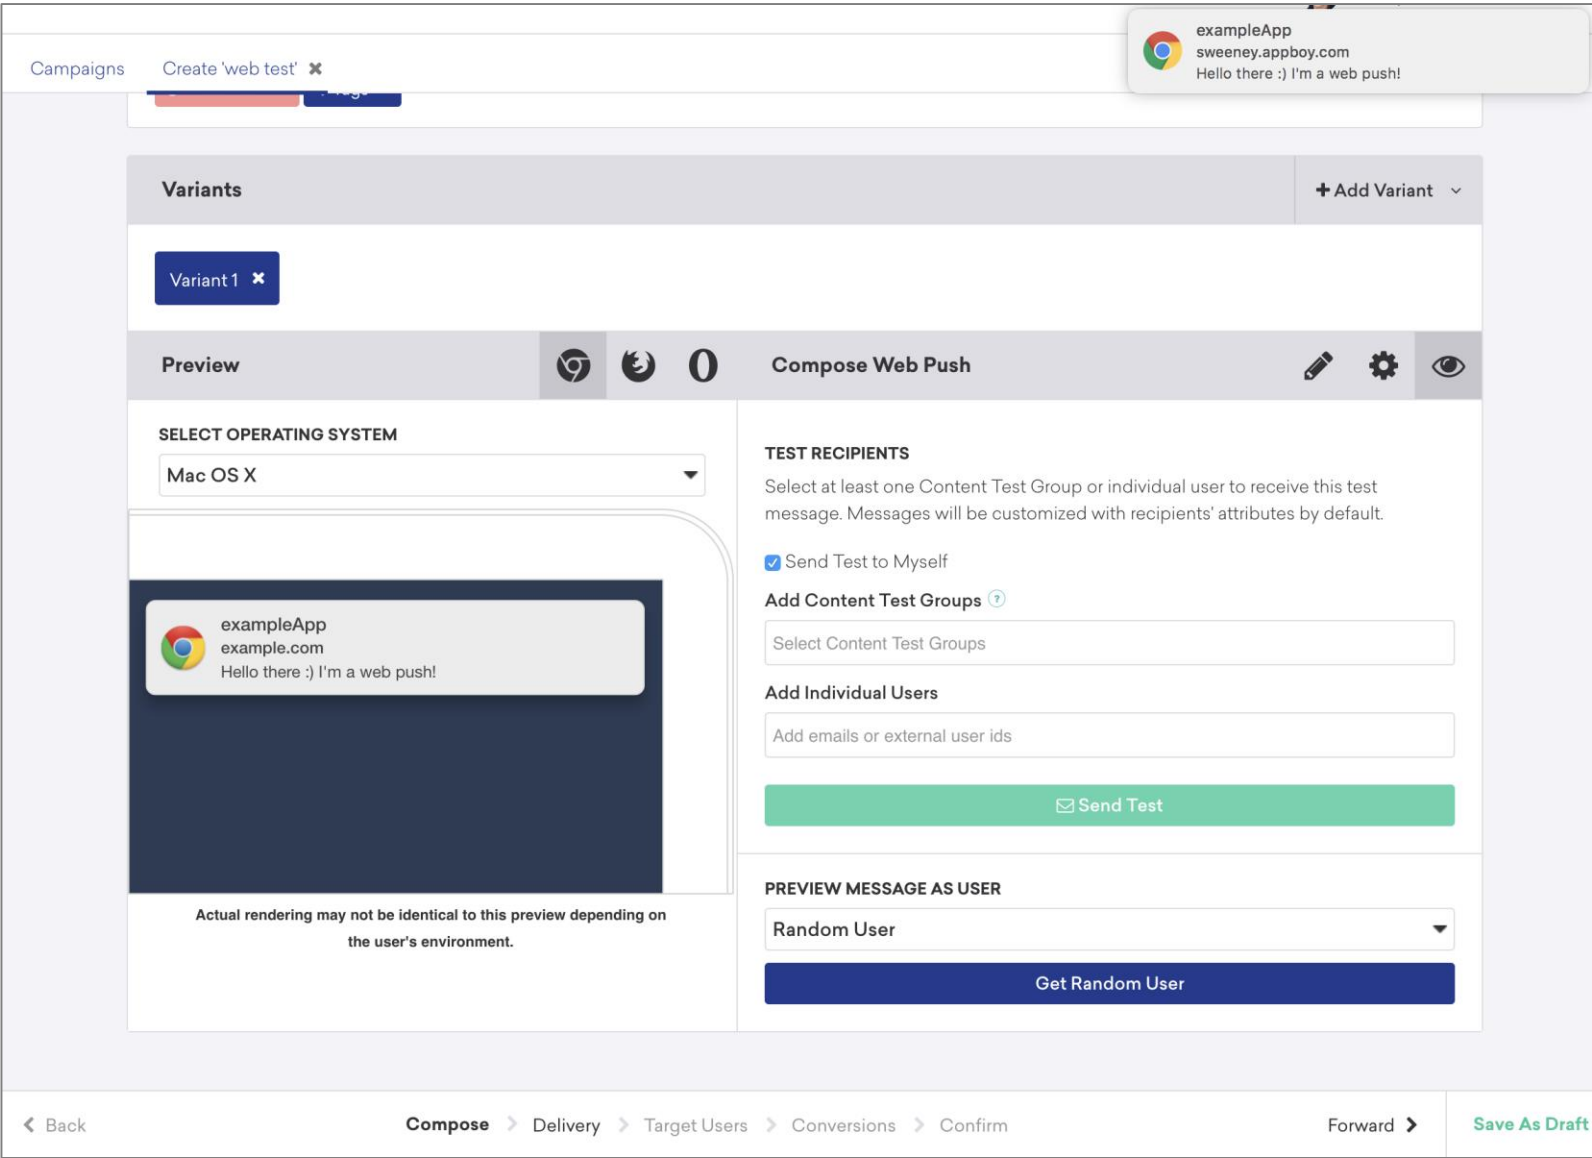 exampleApp
sweeney.appboy.com
Hello there :) I'm a web push!
Campaigns
Create 'web test'
Variants
Add Variant
Variant 1
Preview
Compose Web Push
SELECT OPERATING SYSTEM
Mac OS X
exampleApp
example.com
Hello there :) I'm a web push!
Actual rendering may not be identical to this preview depending on
the user's environment.
TEST RECIPIENTS
Select at least one Content Test Group or individual user to receive this test
message. Messages will be customized with recipients' attributes by default.
Send Test to Myself
Add Content Test Groups ?
Select Content Test Groups
Add Individual Users
Add emails or external user ids
Send Test
PREVIEW MESSAGE AS USER
Random User
Get Random User
Back
Compose
Delivery
Target Users
Conversions
Confirm
Forward
Save As Draft